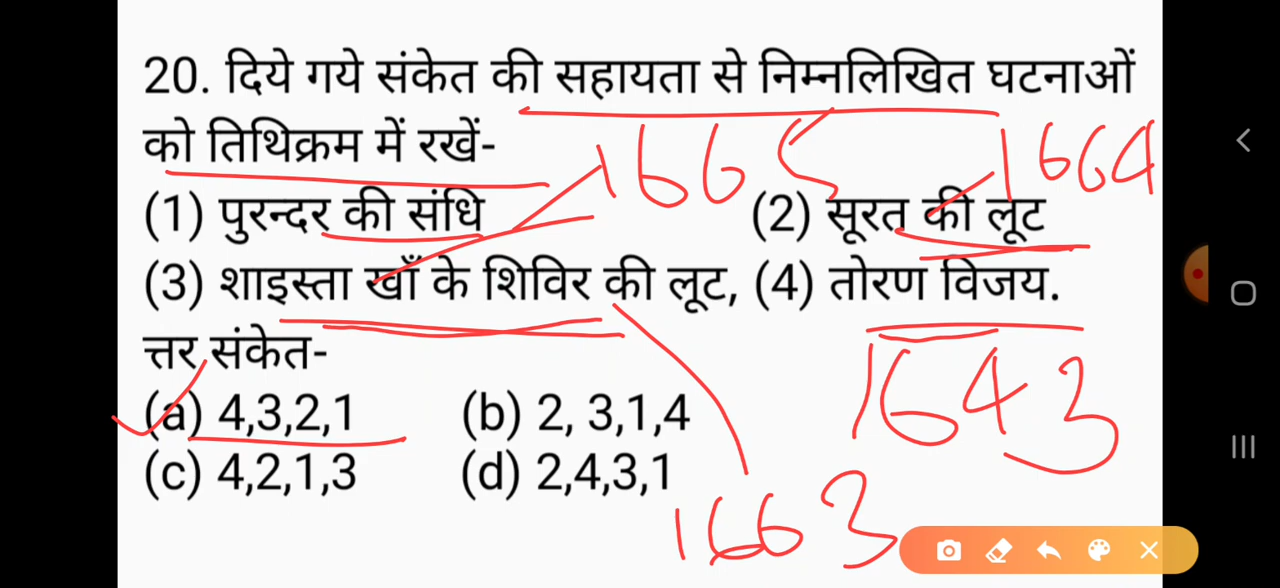 20. दिये गये संकेत की सहायता से निम्नलिखित घटनाओं
को तिथिक्रम में रखें-
1665 1664
(1) पुरन्दर की संधि (2) सूरत की लूट
(3) शाइस्ता खाँ के शिविर की लूट, (4) तोरण विजय.
त्तर संकेत-
1643
(a) 4,3,2,1 (b) 2, 3,1,4
(c) 4,2,1,3 (d) 2,4,3,1
1663